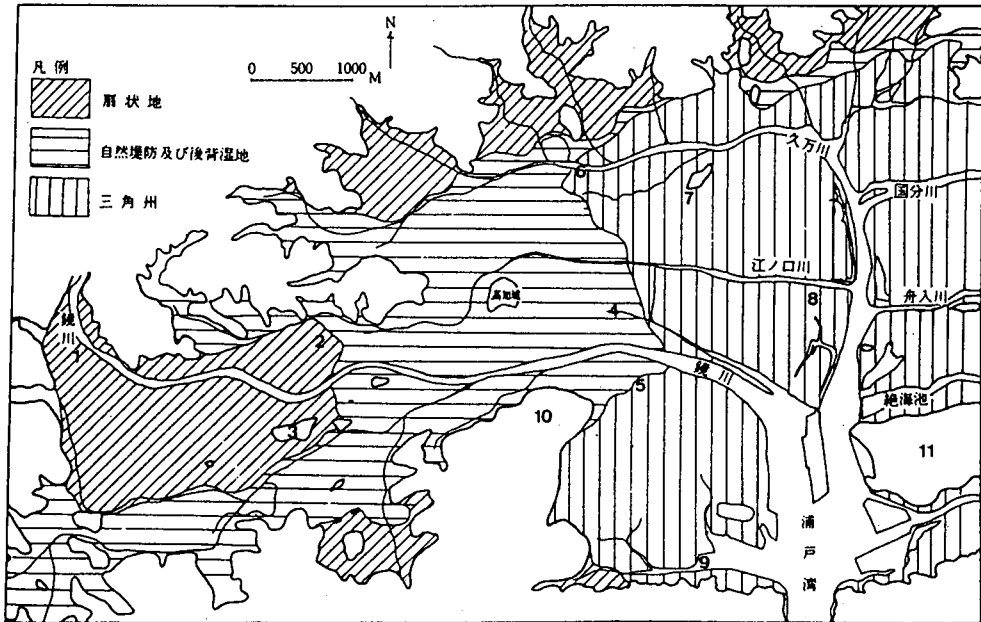 N
0 500 1000 M
凡例
扇状地
自然堤防及び後背湿地
三角州
久万川
6
7
国分川
江ノ口川
高知城
8
舟入川
4
鏡川
1
2
鏡川
5
絶海池
10
3
11
浦戸湾
9